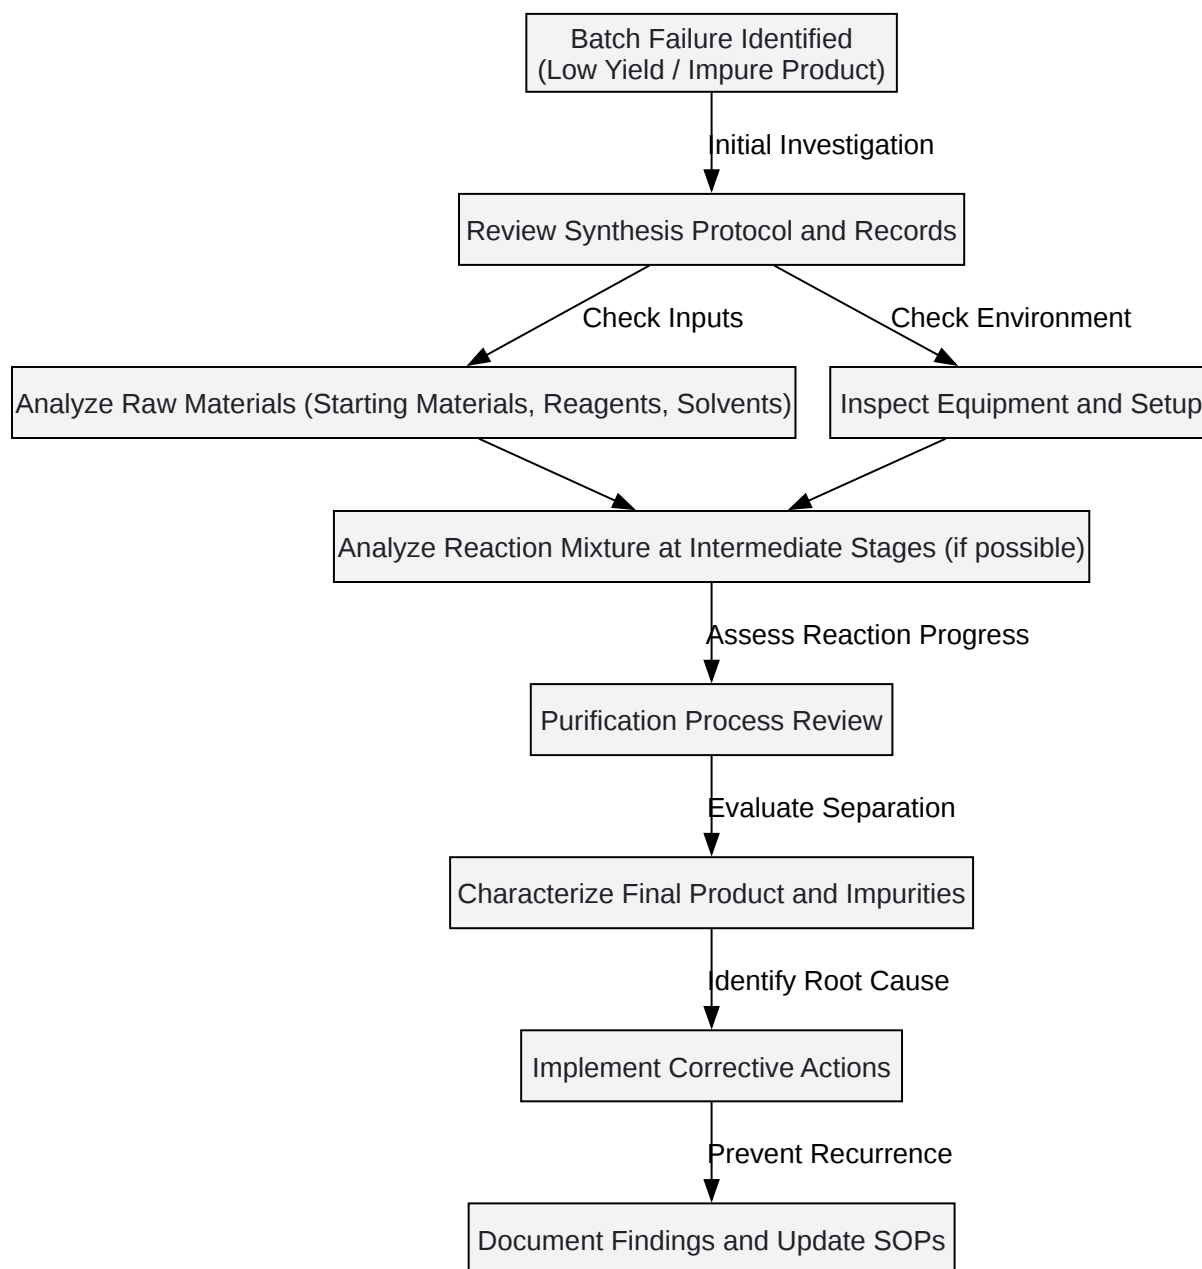 Batch Failure Identified
(Low Yield / Impure Product)
Initial Investigation
Review Synthesis Protocol and Records
Check Inputs
Check Environment
Analyze Raw Materials (Starting Materials, Reagents, Solvents)
Inspect Equipment and Setup
Analyze Reaction Mixture at Intermediate Stages (if possible)
Assess Reaction Progress
Purification Process Review
Evaluate Separation
Characterize Final Product and Impurities
Identify Root Cause
Implement Corrective Actions
Prevent Recurrence
Document Findings and Update SOPs